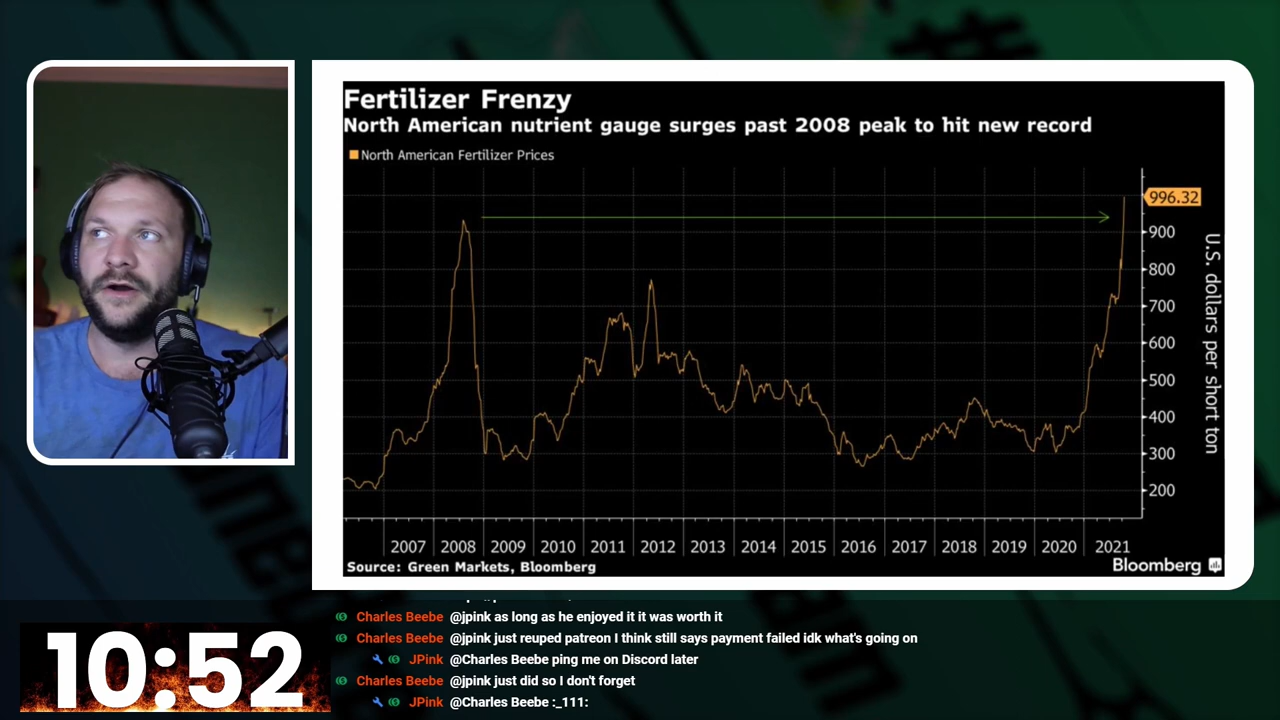 Fertilizer Frenzy
North American nutrient gauge surges past 2008 peak to hit new record
North American Fertilizer Prices
996.32
900
800
700
600
500
400
300
200
U.S. dollars per short ton
2007 2008 2009 2010 2011 2012 2013 2014 2015 2016 2017 2018 2019 2020 2021
Source: Green Markets, Bloomberg
Bloomberg
Charles Beebe @jpink as long as he enjoyed it it was worth it
Charles Beebe @jpink just reuped patreon I think still says payment failed idk what's going on
JPink @Charles Beebe ping me on Discord later
Charles Beebe @jpink just did so I don't forget
JPink @Charles Beebe :_111:
10:52